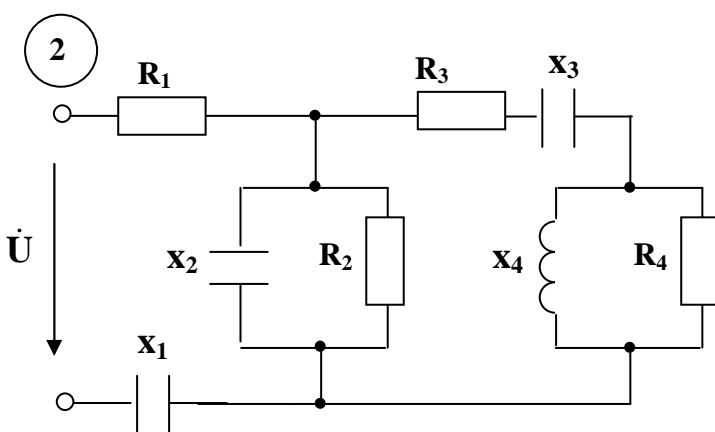 2
R₁
R₃
x₃
U̇
x₂
R₂
x₄
R₄
x₁